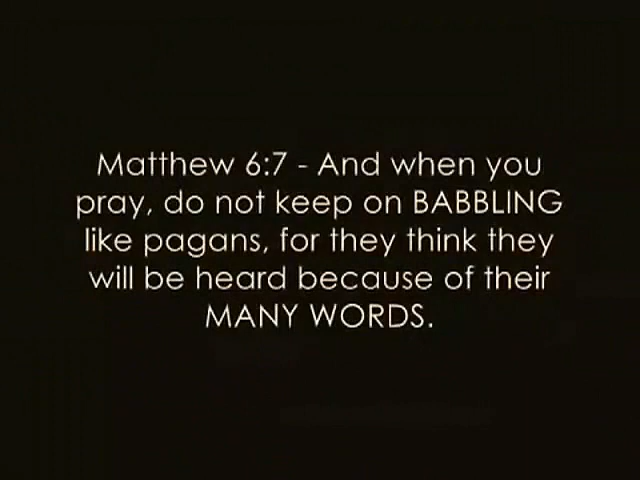 Matthew 6:7 - And when you
pray, do not keep on BABBLING
like pagans, for they think they
will be heard because of their
MANY WORDS.